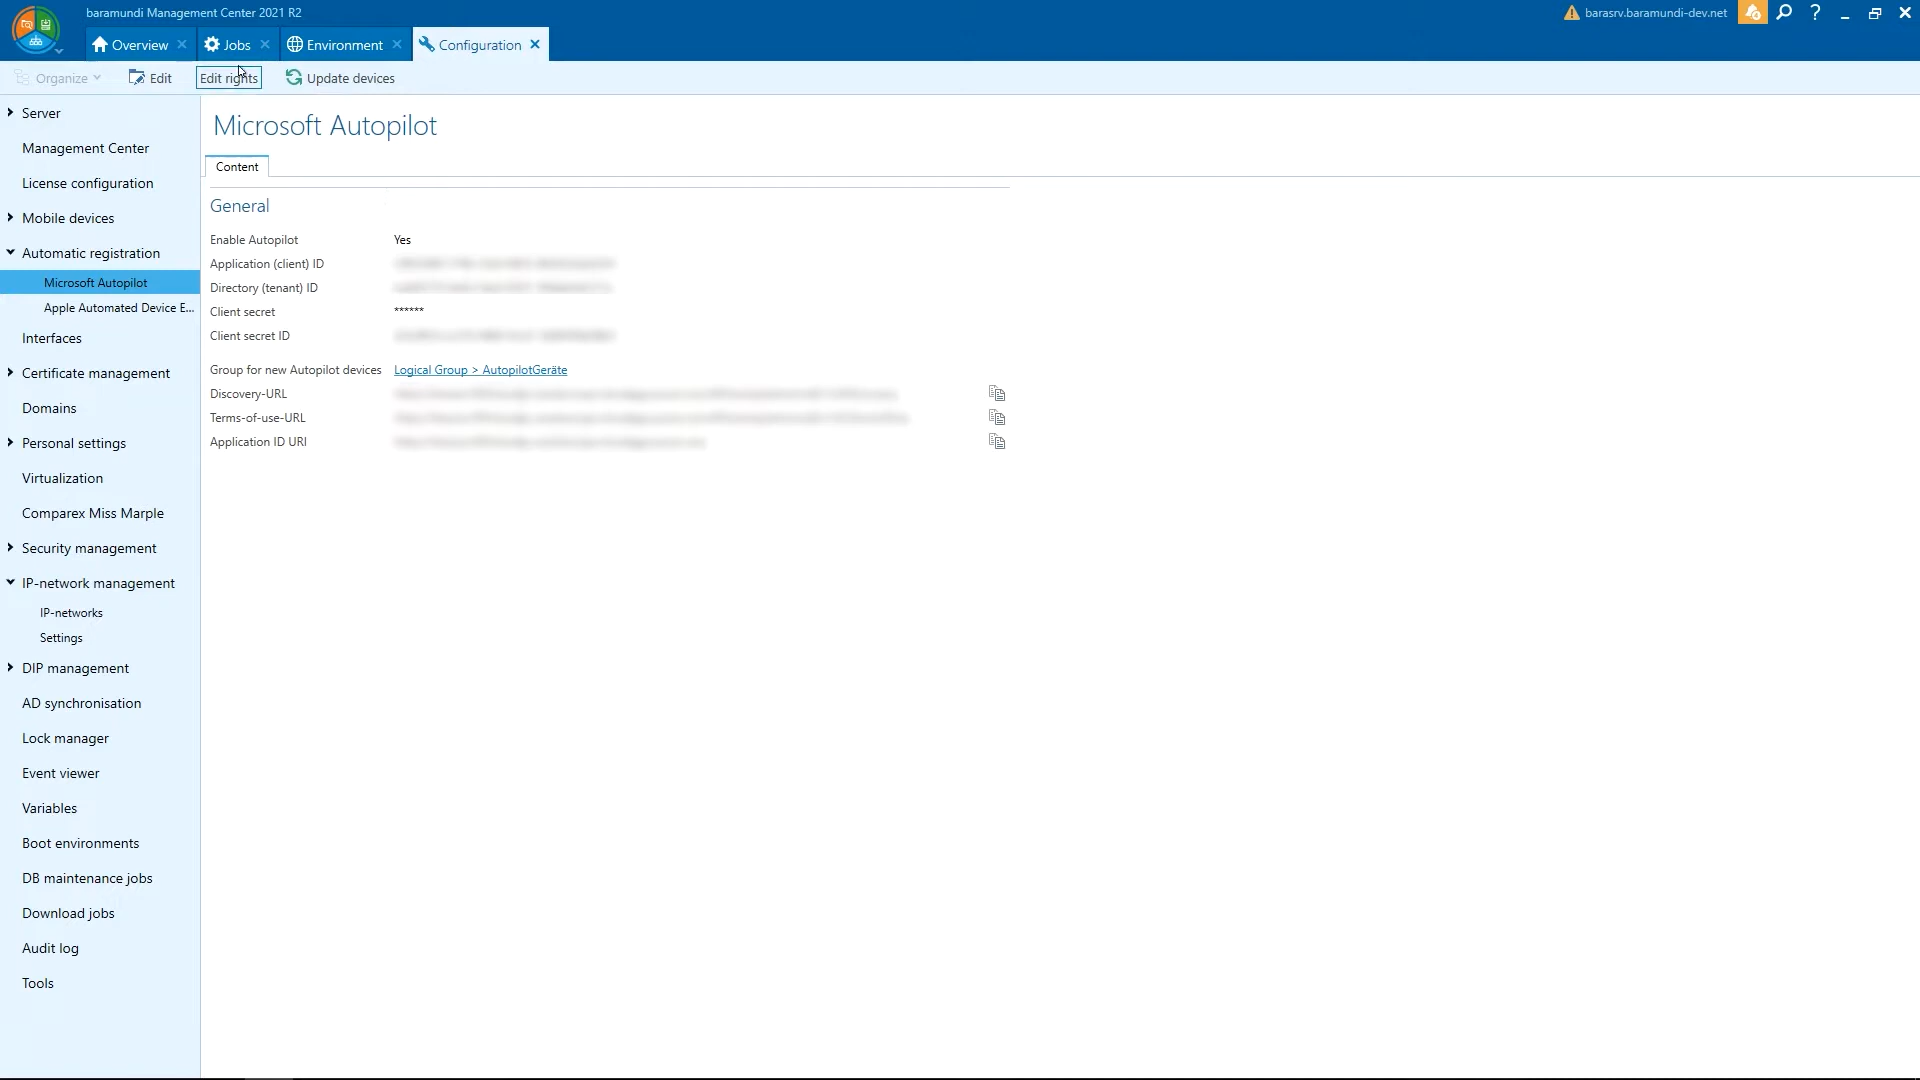 baramundi Management Center 2021 R2
barasrv.baramundi-dev.net
Overview
Jobs
Environment
Configuration
Organize
Edit
Edit rights
Update devices
Server
Management Center
License configuration
Mobile devices
Automatic registration
Microsoft Autopilot
Apple Automated Device E...
Interfaces
Certificate management
Domains
Personal settings
Virtualization
Comparex Miss Marple
Security management
IP-network management
IP-networks
Settings
DIP management
AD synchronisation
Lock manager
Event viewer
Variables
Boot environments
DB maintenance jobs
Download jobs
Audit log
Tools
Microsoft Autopilot
Content
General
Enable Autopilot Yes
Application (client) ID
Directory (tenant) ID
Client secret ******
Client secret ID
Group for new Autopilot devices Logical Group > AutopilotGeräte
Discovery-URL
Terms-of-use-URL
Application ID URI